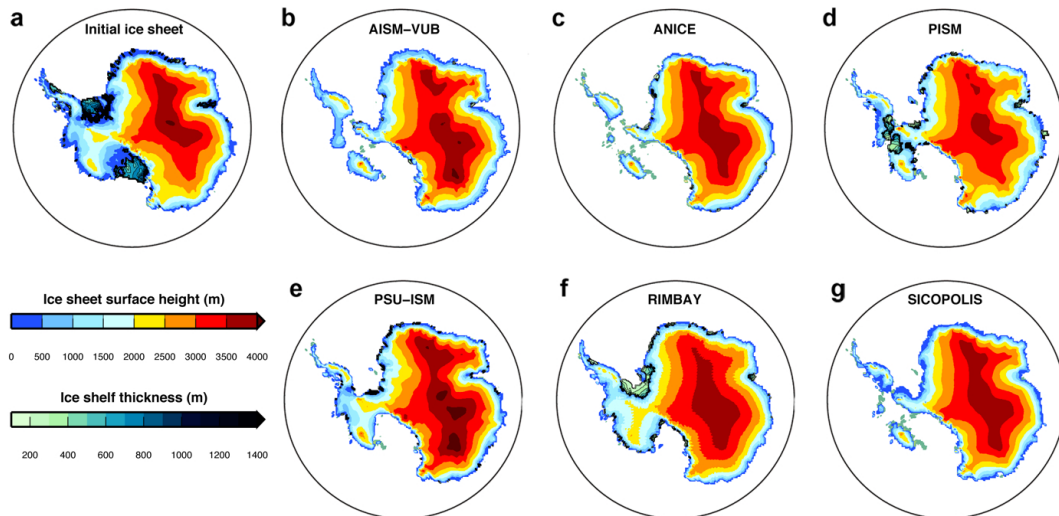 a
Initial ice sheet
b
AISM–VUB
c
ANICE
d
PISM
Ice sheet surface height (m)
0 500 1000 1500 2000 2500 3000 3500 4000
Ice shelf thickness (m)
200 400 600 800 1000 1200 1400
e
PSU–ISM
f
RIMBAY
g
SICOPOLIS